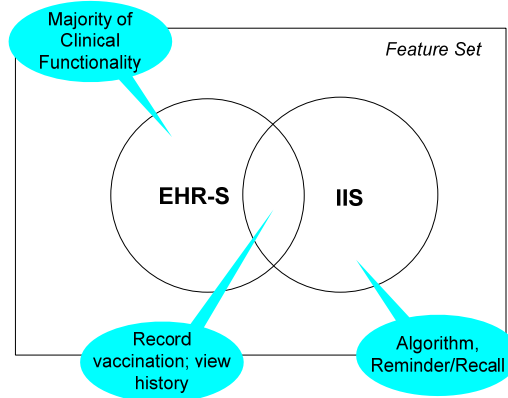 Majority of
Clinical
Functionality
Feature Set
EHR-S
IIS
Record
vaccination; view
history
Algorithm,
Reminder/Recall